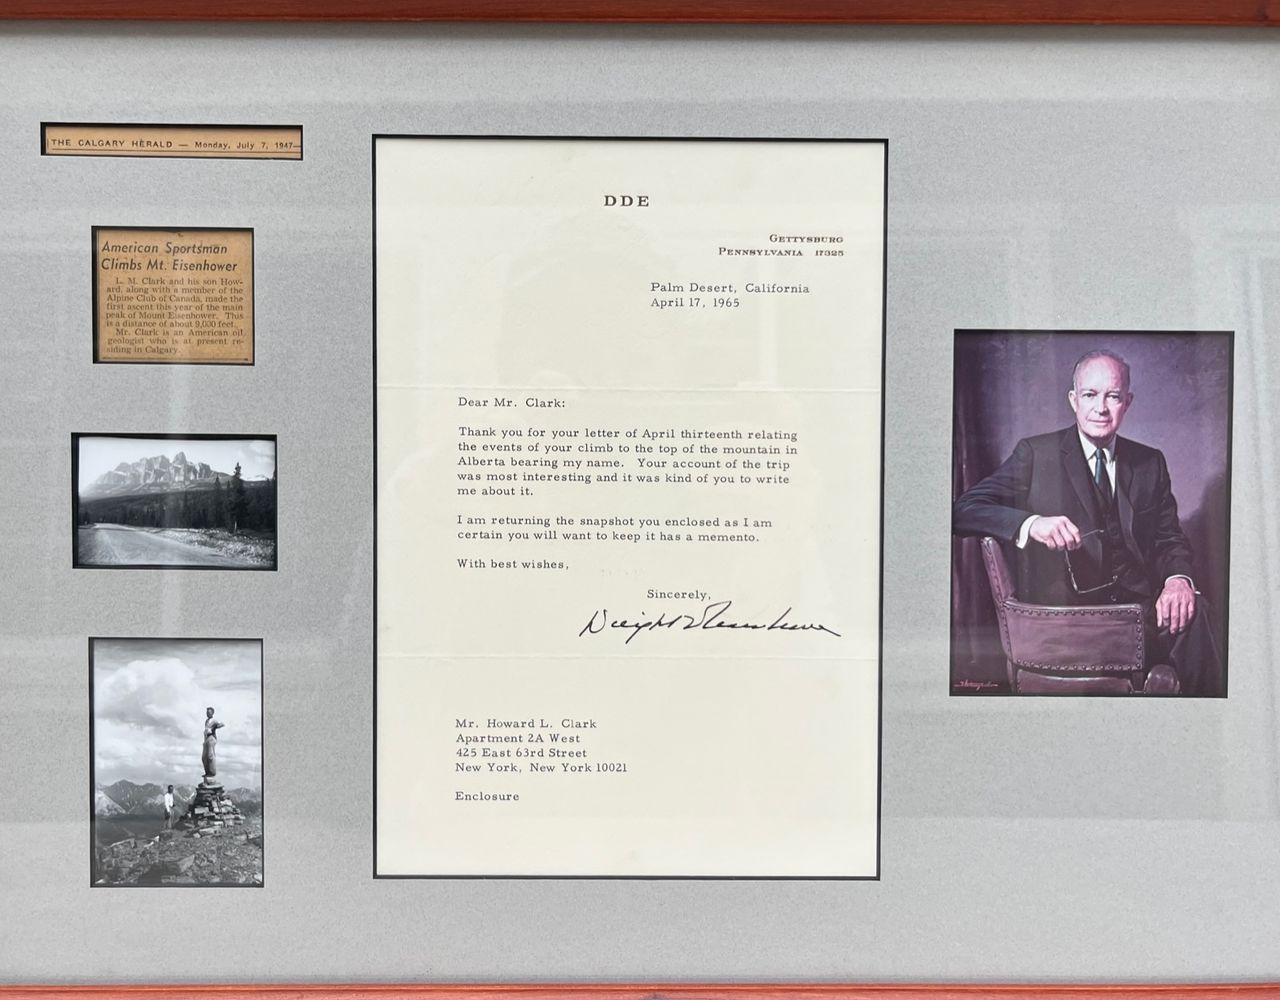 THE CALGARY HERALD — Monday, July 7, 1947—
American Sportsman
Climbs Mt. Eisenhower
L. M. Clark and his son How-
ard, along with a member of the
Alpine Club of Canada, made the
first ascent this year of the main
peak of Mount Eisenhower. This
is a distance of about 9,000 feet.
Mr. Clark is an American oil
geologist who is at present re-
siding in Calgary.
DDE
GETTYSBURG
PENNSYLVANIA 17325
Palm Desert, California
April 17, 1965
Dear Mr. Clark:
Thank you for your letter of April thirteenth relating
the events of your climb to the top of the mountain in
Alberta bearing my name. Your account of the trip
was most interesting and it was kind of you to write
me about it.
I am returning the snapshot you enclosed as I am
certain you will want to keep it has a memento.
With best wishes,
Sincerely,
Dwight D Eisenhower
Mr. Howard L. Clark
Apartment 2A West
425 East 63rd Street
New York, New York 10021
Enclosure